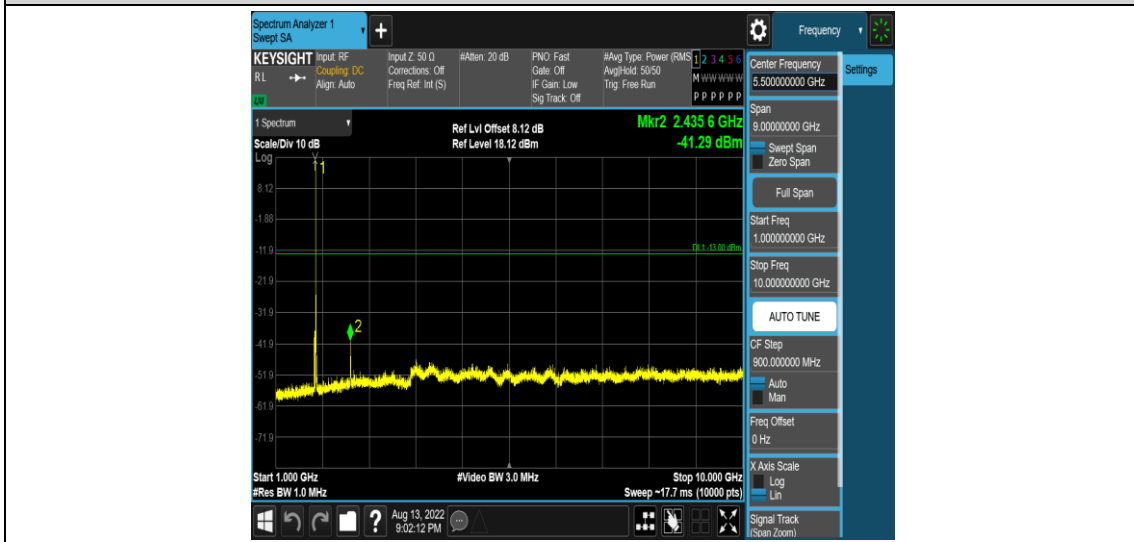 Spectrum Analyzer 1
Swept SA
+
Frequency
KEYSIGHT
RL
LXI
Input: RF
Coupling: DC
Align: Auto
Input Z: 50 Ω
Corrections: Off
Freq Ref: Int (S)
#Atten: 20 dB
PNO: Fast
Gate: Off
IF Gain: Low
Sig Track: Off
#Avg Type: Power (RMS
Avg|Hold: 50/50
Trig: Free Run
1 2 3 4 5 6
M W W W W W
P P P P P P
Center Frequency
5.500000000 GHz
Settings
Span
9.00000000 GHz
Swept Span
Zero Span
Full Span
Start Freq
1.000000000 GHz
Stop Freq
10.000000000 GHz
AUTO TUNE
CF Step
900.000000 MHz
Auto
Man
Freq Offset
0 Hz
X Axis Scale
Log
Lin
Signal Track
(Span Zoom)
1 Spectrum
Scale/Div 10 dB
Ref Lvl Offset 8.12 dB
Ref Level 18.12 dBm
Mkr2 2.435 6 GHz
-41.29 dBm
Log
1
8.12
-1.88
-11.9
DL1 -13.00 dBm
-21.9
-31.9
2
-41.9
-51.9
-61.9
-71.9
Start 1.000 GHz
#Video BW 3.0 MHz
Stop 10.000 GHz
#Res BW 1.0 MHz
Sweep ~17.7 ms (10000 pts)
?
Aug 13, 2022
9:02:12 PM